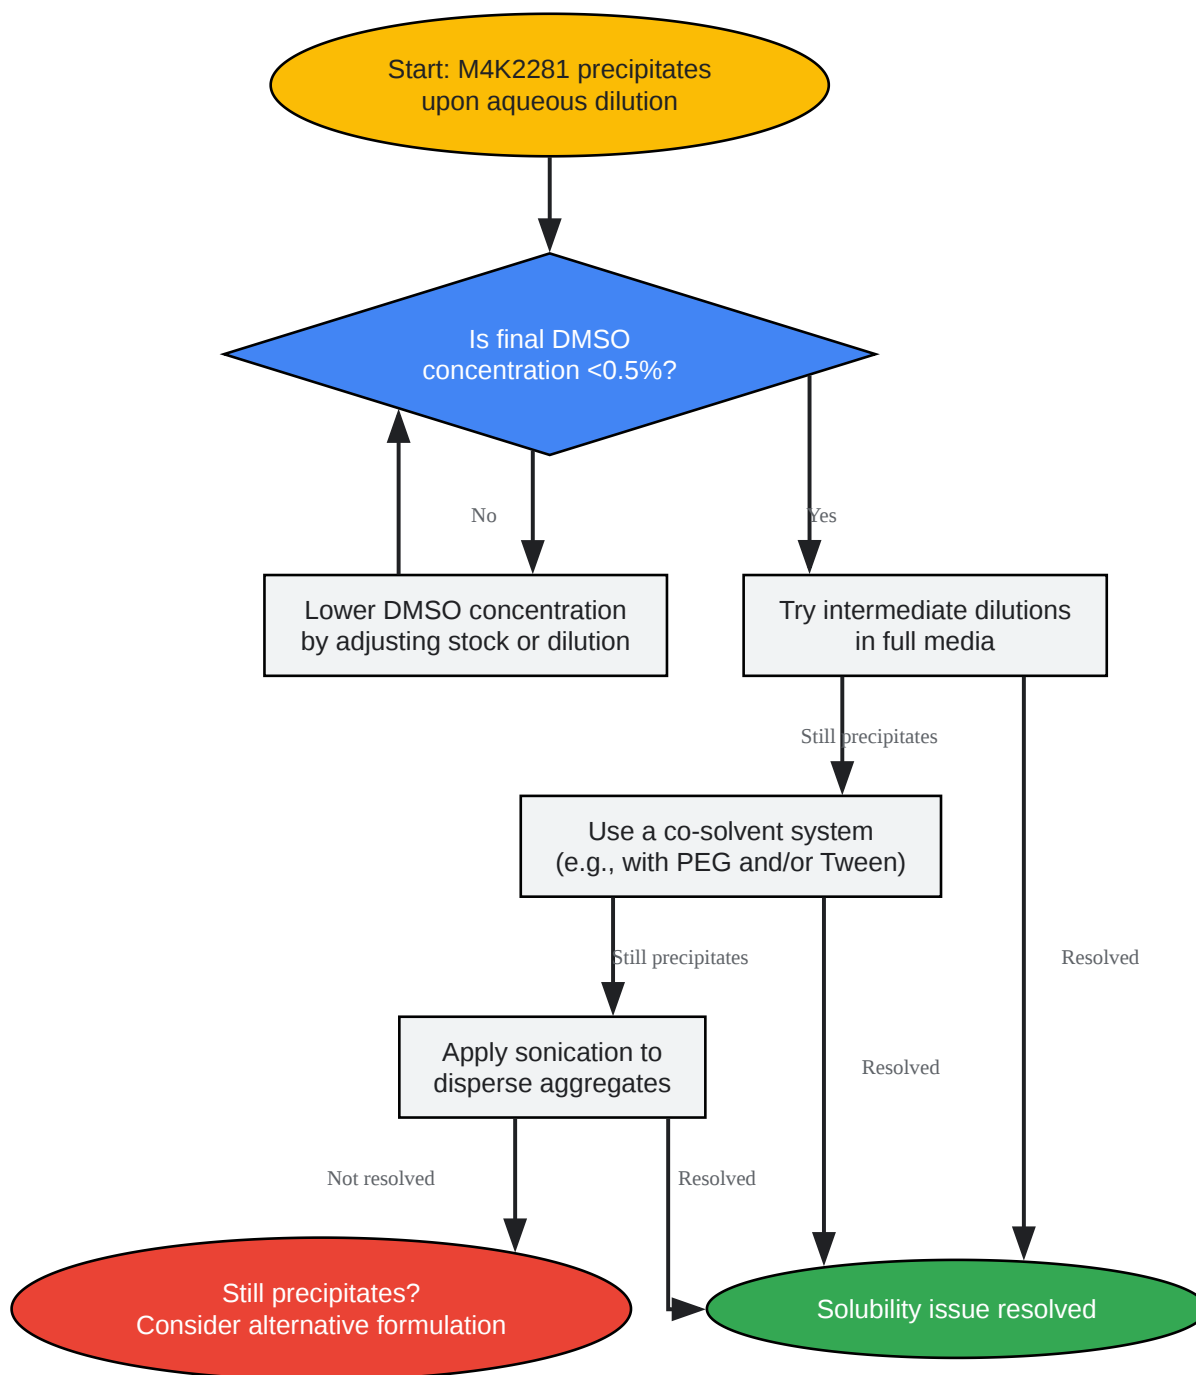 Start: M4K2281 precipitates
upon aqueous dilution
Is final DMSO
concentration <0.5%?
No
Yes
Lower DMSO concentration
by adjusting stock or dilution
Try intermediate dilutions
in full media
Still precipitates
Use a co-solvent system
(e.g., with PEG and/or Tween)
Still precipitates
Resolved
Apply sonication to
disperse aggregates
Resolved
Not resolved
Resolved
Still precipitates?
Consider alternative formulation
Solubility issue resolved